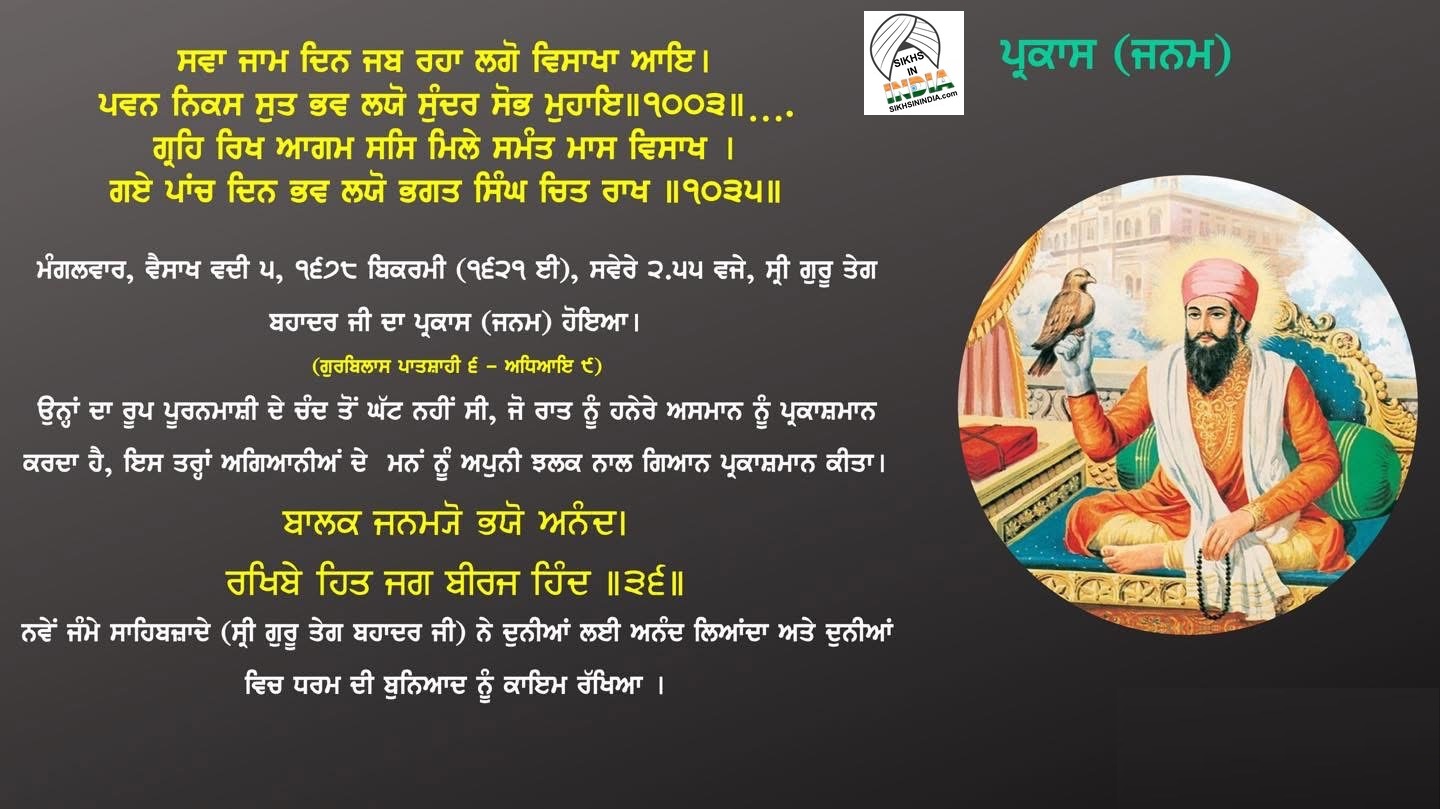 ਸਵਾ ਜਾਮ ਦਿਨ ਜਬ ਰਹਾ ਲਗੋ ਵਿਸਾਖਾ ਆਇ।
ਪਵਨ ਨਿਕਸ ਸੁਤ ਭਵ ਲਯੋ ਸੁੰਦਰ ਸੋਭ ਮੁਹਾਇ॥੧੦੦੩॥....
ਗ੍ਰਹਿ ਰਿਖ ਆਗਮ ਸਸਿ ਮਿਲੇ ਸਮੰਤ ਮਾਸ ਵਿਸਾਖ ।
ਗਏ ਪਾਂਚ ਦਿਨ ਭਵ ਲਯੋ ਭਗਤ ਸਿੰਘ ਚਿਤ ਰਾਖ ॥੧੦੩੫॥
SIKHS
IN
INDIA
SIKHSININDIA.com
ਪ੍ਰਕਾਸ (ਜਨਮ)
ਮੰਗਲਵਾਰ, ਵੈਸਾਖ ਵਦੀ ੫, ੧੬੭੮ ਬਿਕਰਮੀ (੧੬੨੧ ਈ), ਸਵੇਰੇ ੨.੫੫ ਵਜੇ, ਸ੍ਰੀ ਗੁਰੂ ਤੇਗ
ਬਹਾਦਰ ਜੀ ਦਾ ਪ੍ਰਕਾਸ (ਜਨਮ) ਹੋਇਆ।
(ਗੁਰਬਿਲਾਸ ਪਾਤਸ਼ਾਹੀ ੬ - ਅਧਿਆਇ ੯)
ਉਨ੍ਹਾਂ ਦਾ ਰੂਪ ਪੂਰਨਮਾਸ਼ੀ ਦੇ ਚੰਦ ਤੋਂ ਘੱਟ ਨਹੀਂ ਸੀ, ਜੋ ਰਾਤ ਨੂੰ ਹਨੇਰੇ ਅਸਮਾਨ ਨੂੰ ਪ੍ਰਕਾਸ਼ਮਾਨ
ਕਰਦਾ ਹੈ, ਇਸ ਤਰ੍ਹਾਂ ਅਗਿਆਨੀਆਂ ਦੇ ਮਨਾਂ ਨੂੰ ਅਪੁਨੀ ਝਲਕ ਨਾਲ ਗਿਆਨ ਪ੍ਰਕਾਸ਼ਮਾਨ ਕੀਤਾ।
ਬਾਲਕ ਜਨਮ੍ਯੋ ਭਯੋ ਅਨੰਦ।
ਰਖਿਬੇ ਹਿਤ ਜਗ ਬੀਰਜ ਹਿੰਦ ॥੩੬॥
ਨਵੇਂ ਜੰਮੇ ਸਾਹਿਬਜ਼ਾਦੇ (ਸ੍ਰੀ ਗੁਰੂ ਤੇਗ ਬਹਾਦਰ ਜੀ) ਨੇ ਦੁਨੀਆਂ ਲਈ ਅਨੰਦ ਲਿਆਂਦਾ ਅਤੇ ਦੁਨੀਆਂ
ਵਿਚ ਧਰਮ ਦੀ ਬੁਨਿਆਦ ਨੂੰ ਕਾਇਮ ਰੱਖਿਆ ।